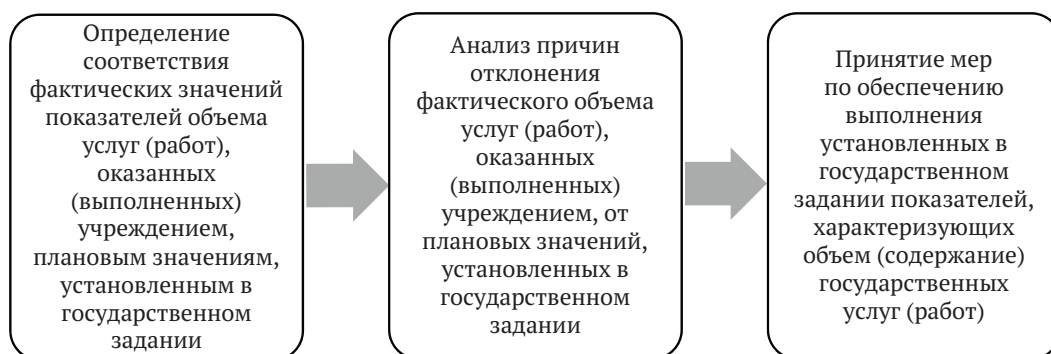 Определение
соответствия
фактических значений
показателей объема
услуг (работ),
оказанных
(выполненных)
учреждением,
плановым значениям,
установленным в
государственном
задании
Анализ причин
отклонения
фактического объема
услуг (работ),
оказанных
(выполненных)
учреждением, от
плановых значений,
установленных в
государственном
задании
Принятие мер
по обеспечению
выполнения
установленных в
государственном
задании показателей,
характеризующих
объем (содержание)
государственных
услуг (работ)